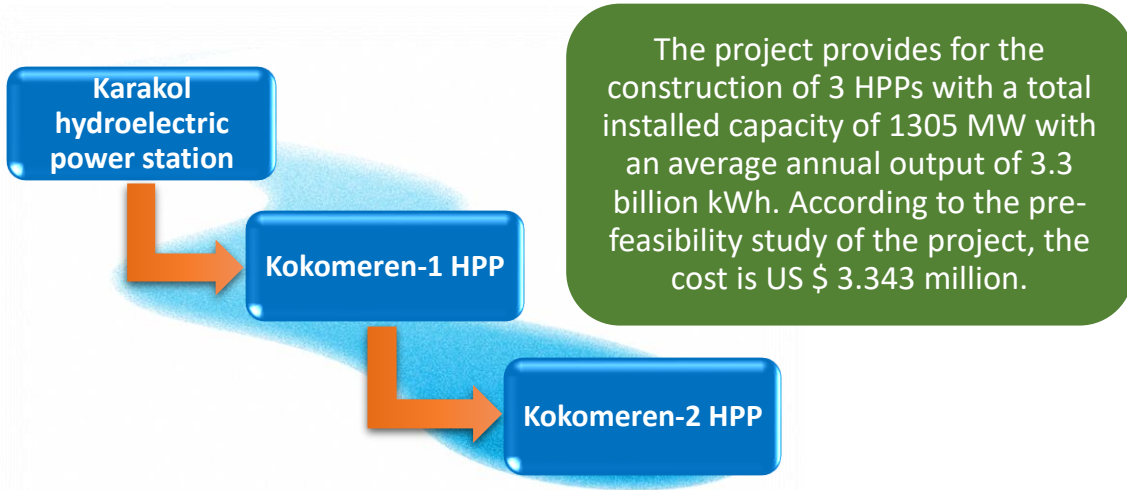 Karakol
hydroelectric
power station
Kokomeren-1 HPP
Kokomeren-2 HPP
The project provides for the
construction of 3 HPPs with a total
installed capacity of 1305 MW with
an average annual output of 3.3
billion kWh. According to the pre-
feasibility study of the project, the
cost is US $ 3.343 million.